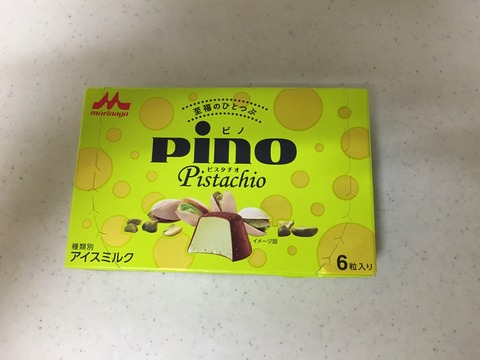 至福のひとつぶ
morinaga
ピノ
pino
ピスタチオ
Pistachio
イメージ図
種類別
アイスミルク
6粒入り